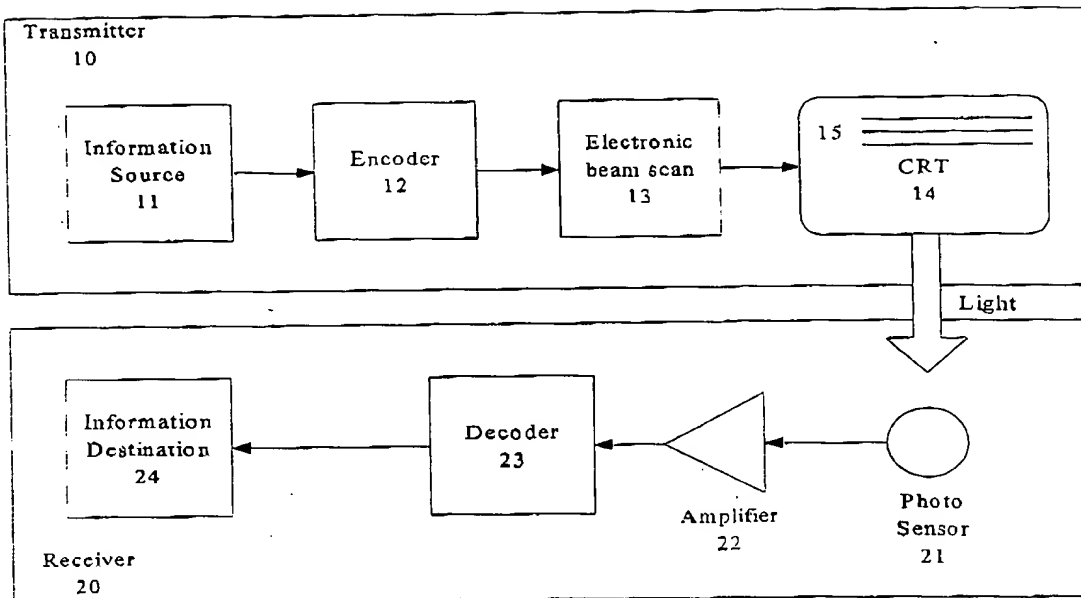 Transmitter
10
Information
Source
11
Encoder
12
Electronic
beam scan
13
15
CRT
14
Light
Information
Destination
24
Decoder
23
Amplifier
22
Photo
Sensor
21
Receiver
20